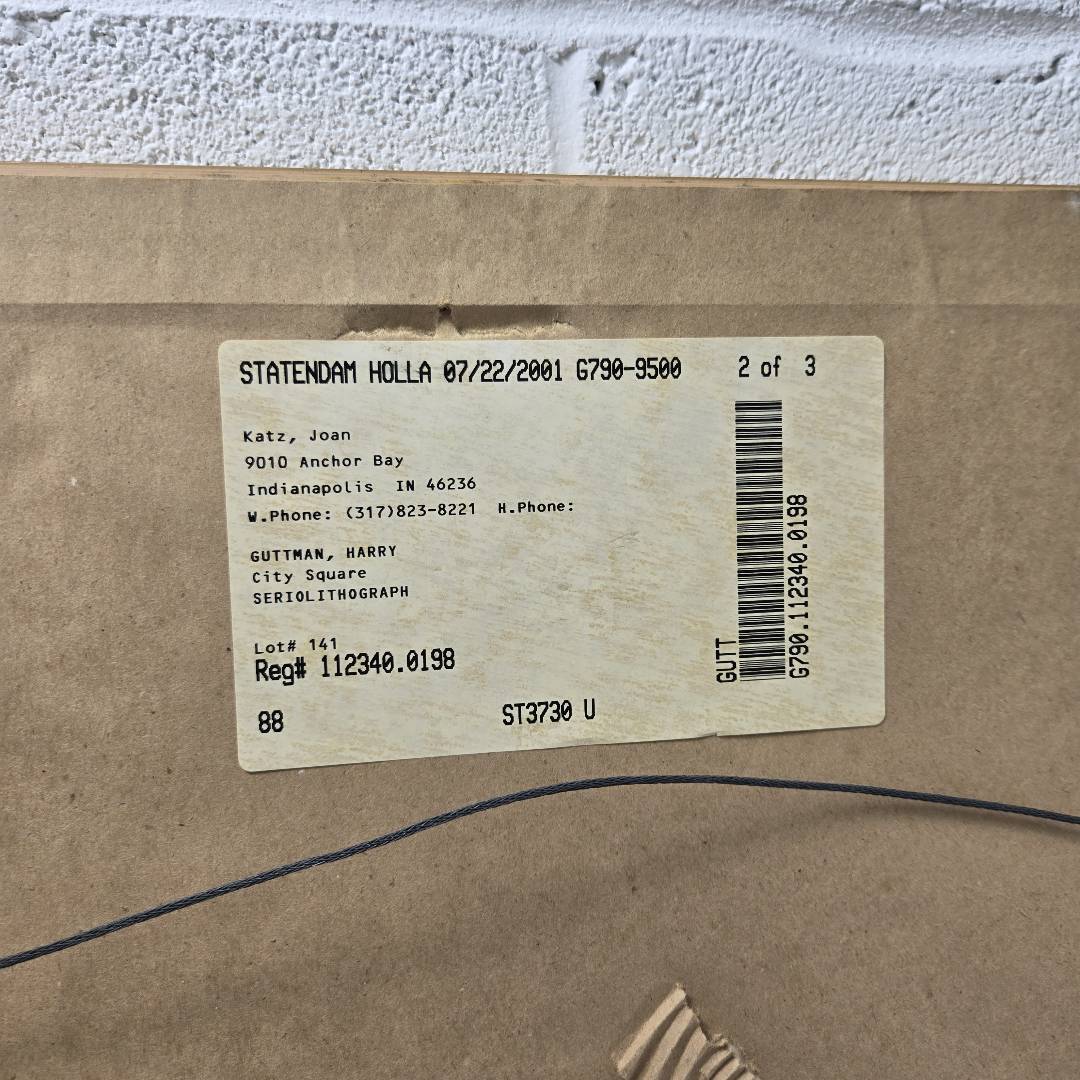 STATENDAM HOLLA 07/22/2001 G790-9500 2 of 3
Katz, Joan
9010 Anchor Bay
Indianapolis IN 46236
W.Phone: (317)823-8221 H.Phone:
GUTTMAN, HARRY
City Square
SERIOLITHOGRAPH
Lot# 141
Reg# 112340.0198
88 ST3730 U
GUTT
G790.112340.0198